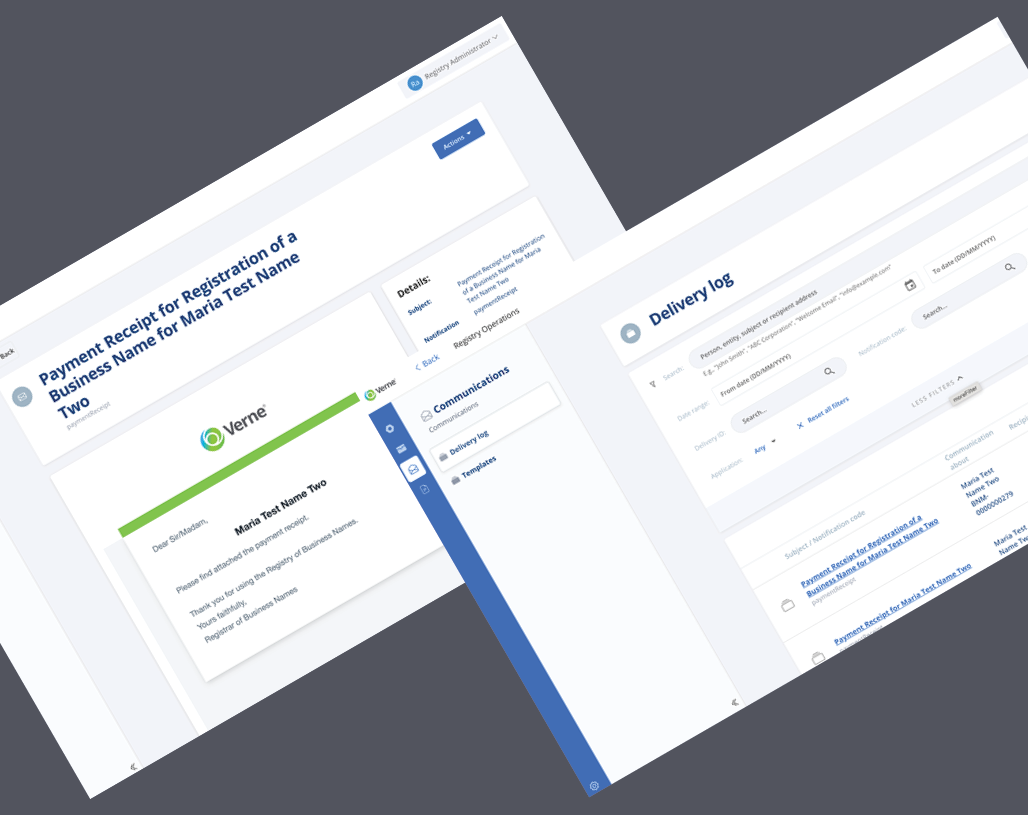 Registry Administrator
Ra
Actions
Back
Payment Receipt for Registration of a
Business Name for Maria Test Name
Two
paymentReceipt
Details:
Subject:
Payment Receipt for Registration
of a Business Name for Maria
Test Name Two
Notification
paymentReceipt
Verne
Maria Test Name Two
Dear Sir/Madam,
Please find attached the payment receipt.
Thank you for using the Registry of Business Names.
Yours faithfully,
Registrar of Business Names
Verne
Back
Registry Operations
Communications
Communications
Delivery log
Templates
Delivery log
Search:
Person, entity, subject or recipient address
E.g., "John Smith", "ABC Corporation", "Welcome Email", "info@example.com"
Date range:
From date (DD/MM/YYYY)
To date (DD/MM/YYYY)
Delivery ID:
Search...
Notification code:
Search...
Application:
Any
Reset all filters
LESS FILTERS
moreFilter
Subject / Notification code
Communication
about
Payment Receipt for Registration of a
Business Name for Maria Test Name Two
paymentReceipt
Maria Test
Name Two
BNM-
0000000279
Payment Receipt for Maria Test Name Two
Maria Test